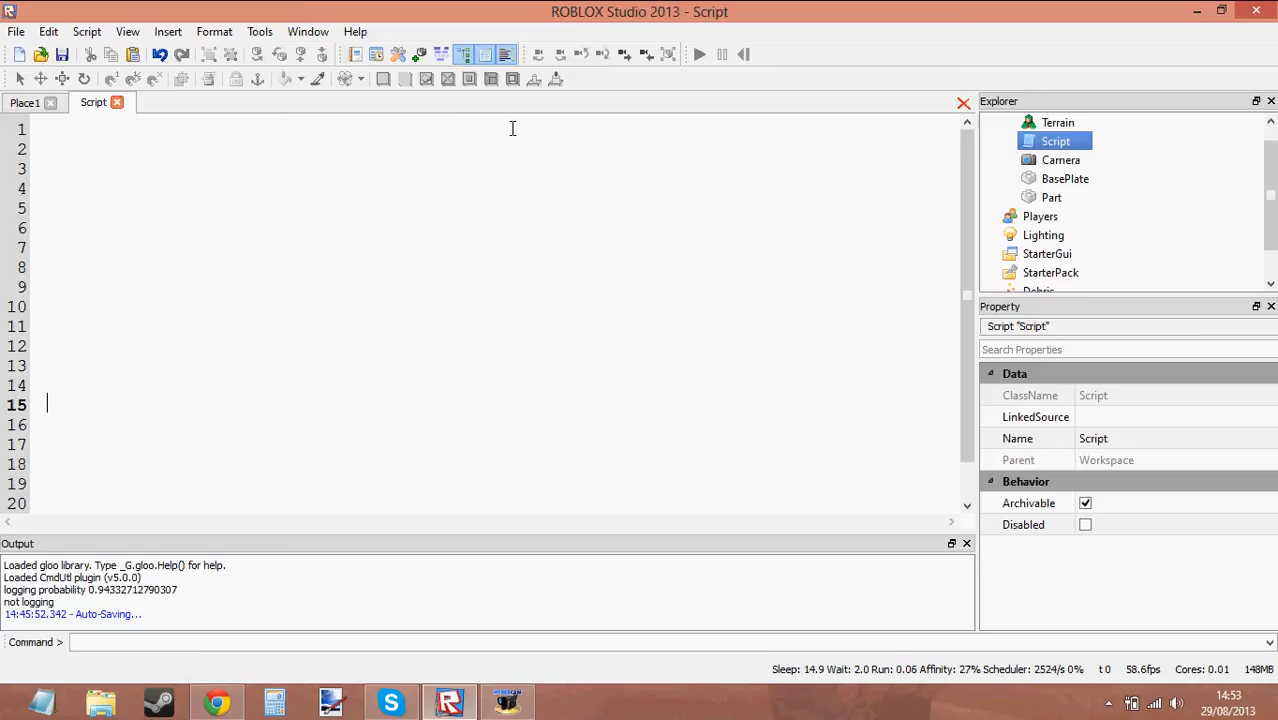 ROBLOX Studio 2013 - Script
File Edit Script View Insert Format Tools Window Help
Place1 Script
1
2
3
4
5
6
7
8
9
10
11
12
13
14
15
16
17
18
19
20
Explorer
Terrain
Script
Camera
BasePlate
Part
Players
Lighting
StarterGui
StarterPack
Debris
Property
Script "Script"
Search Properties
Data
ClassName Script
LinkedSource
Name Script
Parent Workspace
Behavior
Archivable
Disabled
Output
Loaded gloo library. Type _G.gloo.Help() for help.
Loaded CmdUtl plugin (v5.0.0)
logging probability 0.94332712790307
not logging
14:45:52.342 - Auto-Saving...
Command >
Sleep: 14.9 Wait: 2.0 Run: 0.06 Affinity: 27% Scheduler: 2524/s 0% t 0 58.6fps Cores: 0.01 148MB
14:53
29/08/2013